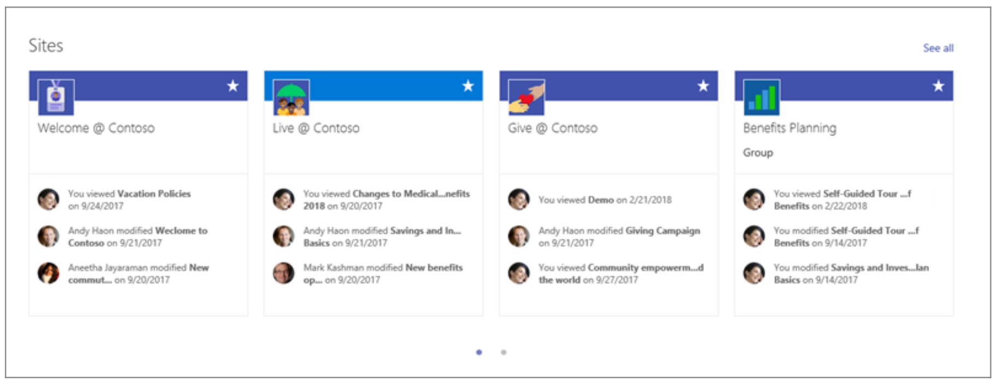 Sites
See all
Welcome @ Contoso
You viewed Vacation Policies
on 9/24/2017
Andy Haon modified Weclome to
Contoso on 9/21/2017
Aneetha Jayaraman modified New
commut... on 9/20/2017
Live @ Contoso
You viewed Changes to Medical...nefits
2018 on 9/20/2017
Andy Haon modified Savings and In...
Basics on 9/21/2017
Mark Kashman modified New benefits
op... on 9/20/2017
Give @ Contoso
You viewed Demo on 2/21/2018
Andy Haon modified Giving Campaign
on 9/21/2017
You viewed Community empowerm...d
the world on 9/27/2017
Benefits Planning
Group
You viewed Self-Guided Tour ...f
Benefits on 2/22/2018
You modified Self-Guided Tour ...f
Benefits on 9/14/2017
You modified Savings and Inves...lan
Basics on 9/14/2017